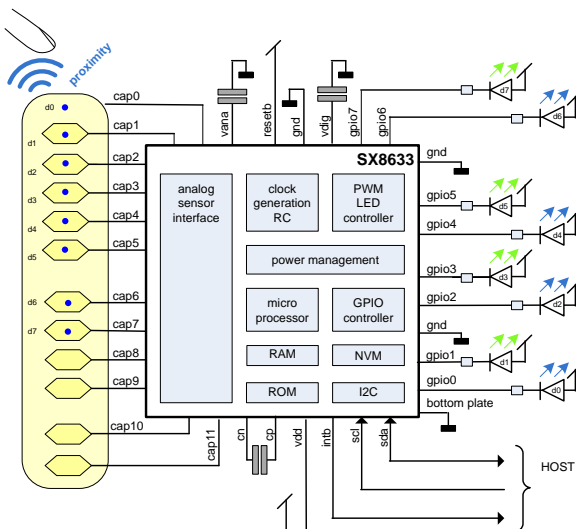 proximity
d0
cap0
d1
cap1
d2
cap2
d3
cap3
d4
cap4
d5
cap5
d6
cap6
d7
cap7
cap8
cap9
cap10
cap11
vana
resetb
gnd
vdig
gpio7
gpio6
d7
d6
SX8633
gnd
analog
sensor
interface
clock
generation
RC
PWM
LED
controller
gpio5
d5
gpio4
d4
power management
gpio3
d3
gpio2
d2
micro
processor
GPIO
controller
gnd
RAM
NVM
gpio1
d1
ROM
I2C
gpio0
d0
bottom plate
cn
cp
vdd
intb
scl
sda
HOST